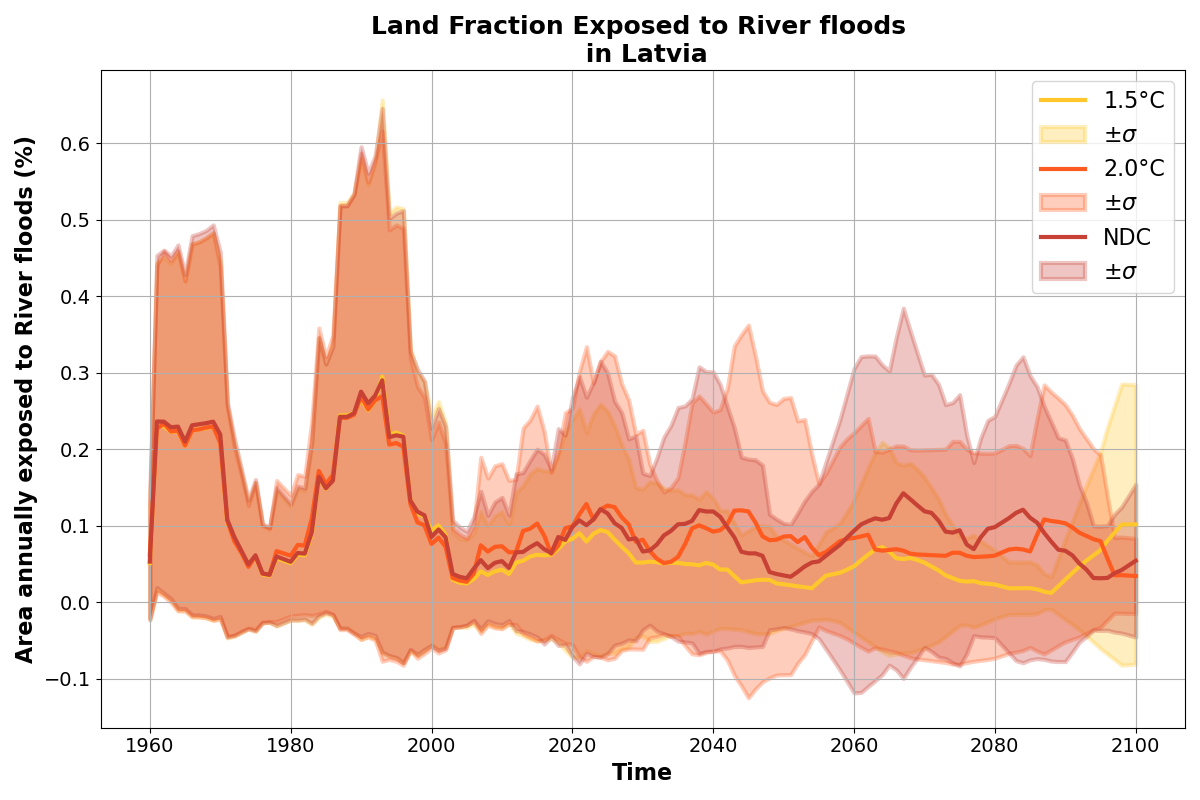 Land Fraction Exposed to River floods
in Latvia
Area annually exposed to River floods (%)
0.6
0.5
0.4
0.3
0.2
0.1
0.0
−0.1
1960 1980 2000 2020 2040 2060 2080 2100
Time
1.5°C
±σ
2.0°C
±σ
NDC
±σ